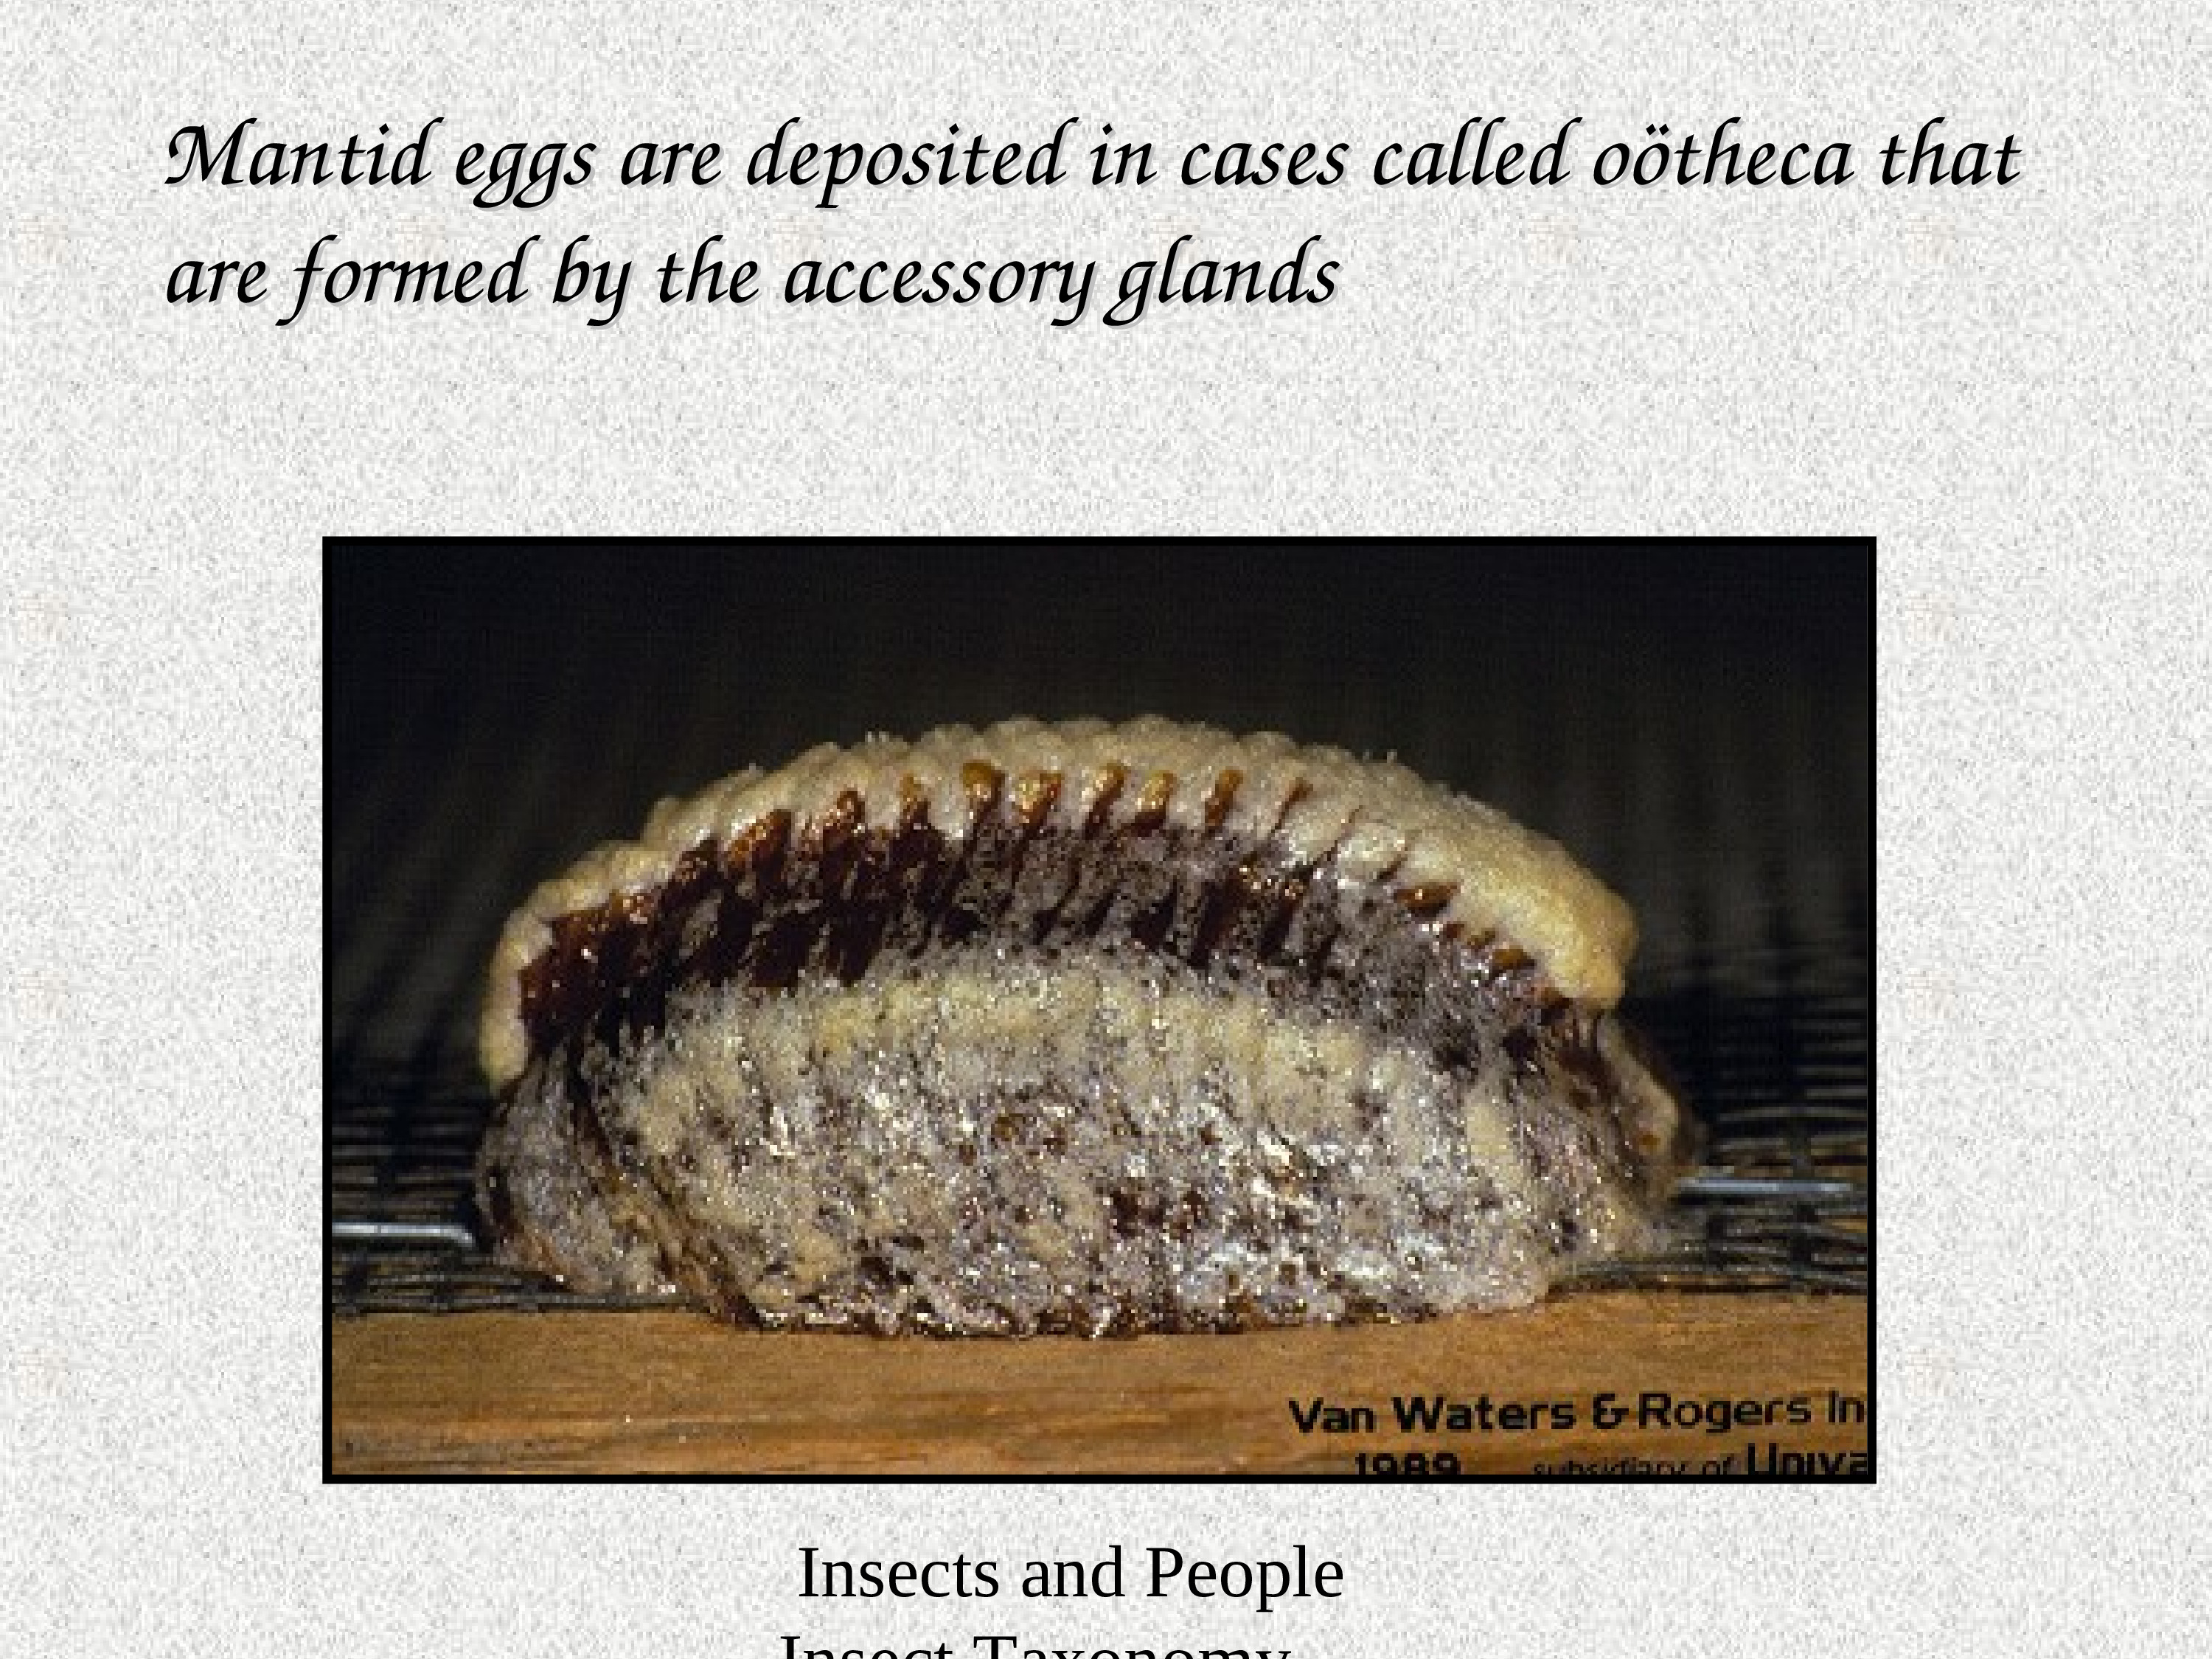 Mantid eggs are deposited in cases called oötheca that
are formed by the accessory glands
Van Waters & Rogers In
1989 subsidiary of Univa
Insects and People
Insect Taxonomy